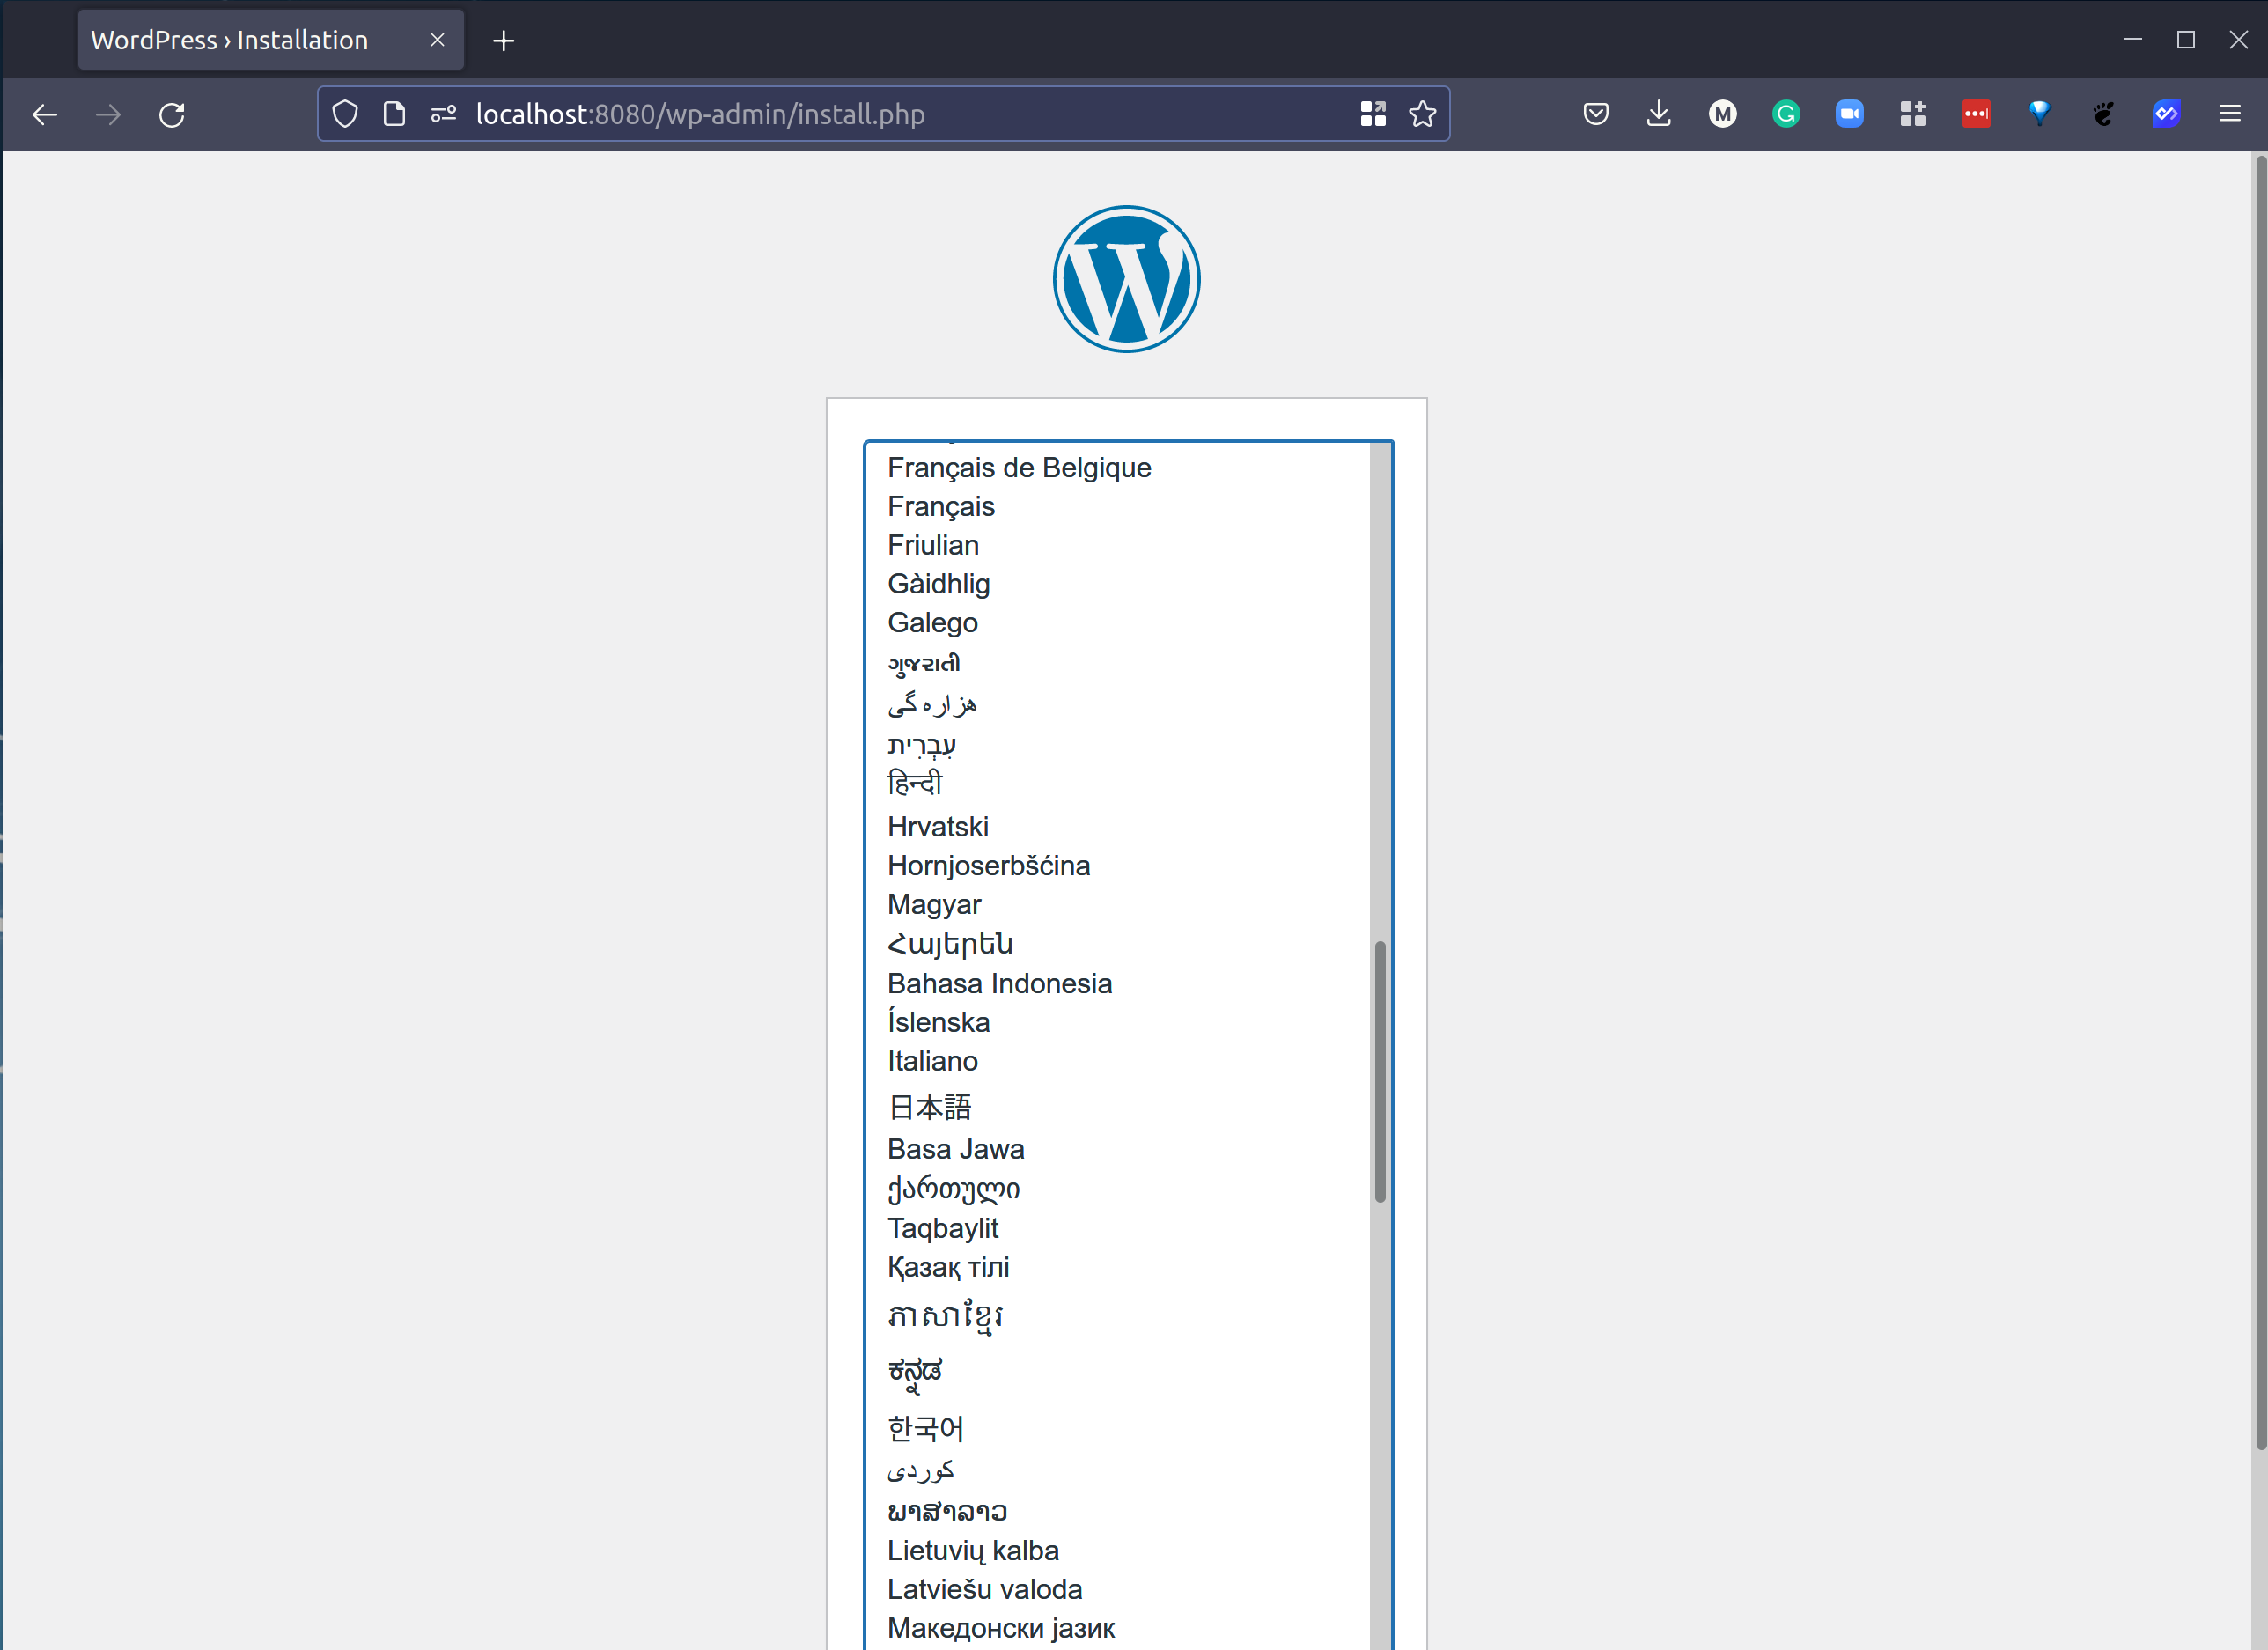 WordPress › Installation
localhost:8080/wp-admin/install.php
Français de Belgique
Français
Friulian
Gàidhlig
Galego
ગુજરાતી
هزاره گی
עִבְרִית
हिन्दी
Hrvatski
Hornjoserbšćina
Magyar
Հայերեն
Bahasa Indonesia
Íslenska
Italiano
日本語
Basa Jawa
ქართული
Taqbaylit
Қазақ тілі
ភាសាខ្មែរ
ಕನ್ನಡ
한국어
كوردی
ພາສາລາວ
Lietuvių kalba
Latviešu valoda
Македонски јазик